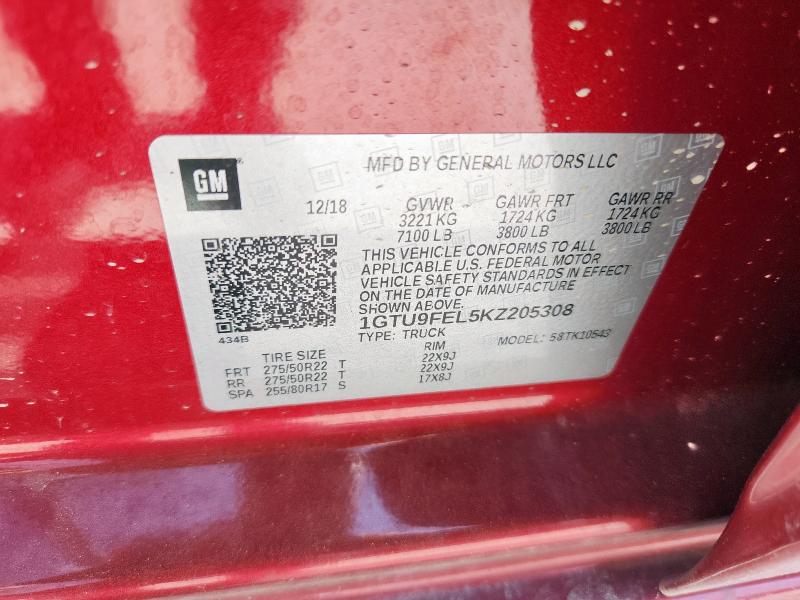 GM
MFD BY GENERAL MOTORS LLC
12/18 GVWR GAWR FRT GAWR RR
3221 KG 1724 KG 1724 KG
7100 LB 3800 LB 3800 LB
THIS VEHICLE CONFORMS TO ALL
APPLICABLE U.S. FEDERAL MOTOR
VEHICLE SAFETY STANDARDS IN EFFECT
ON THE DATE OF MANUFACTURE
SHOWN ABOVE.
1GTU9FEL5KZ205308
434B TYPE: TRUCK MODEL: 58TK10543
TIRE SIZE RIM
FRT 275/50R22 T 22X9J
RR 275/50R22 T 22X9J
SPA 255/80R17 S 17X8J